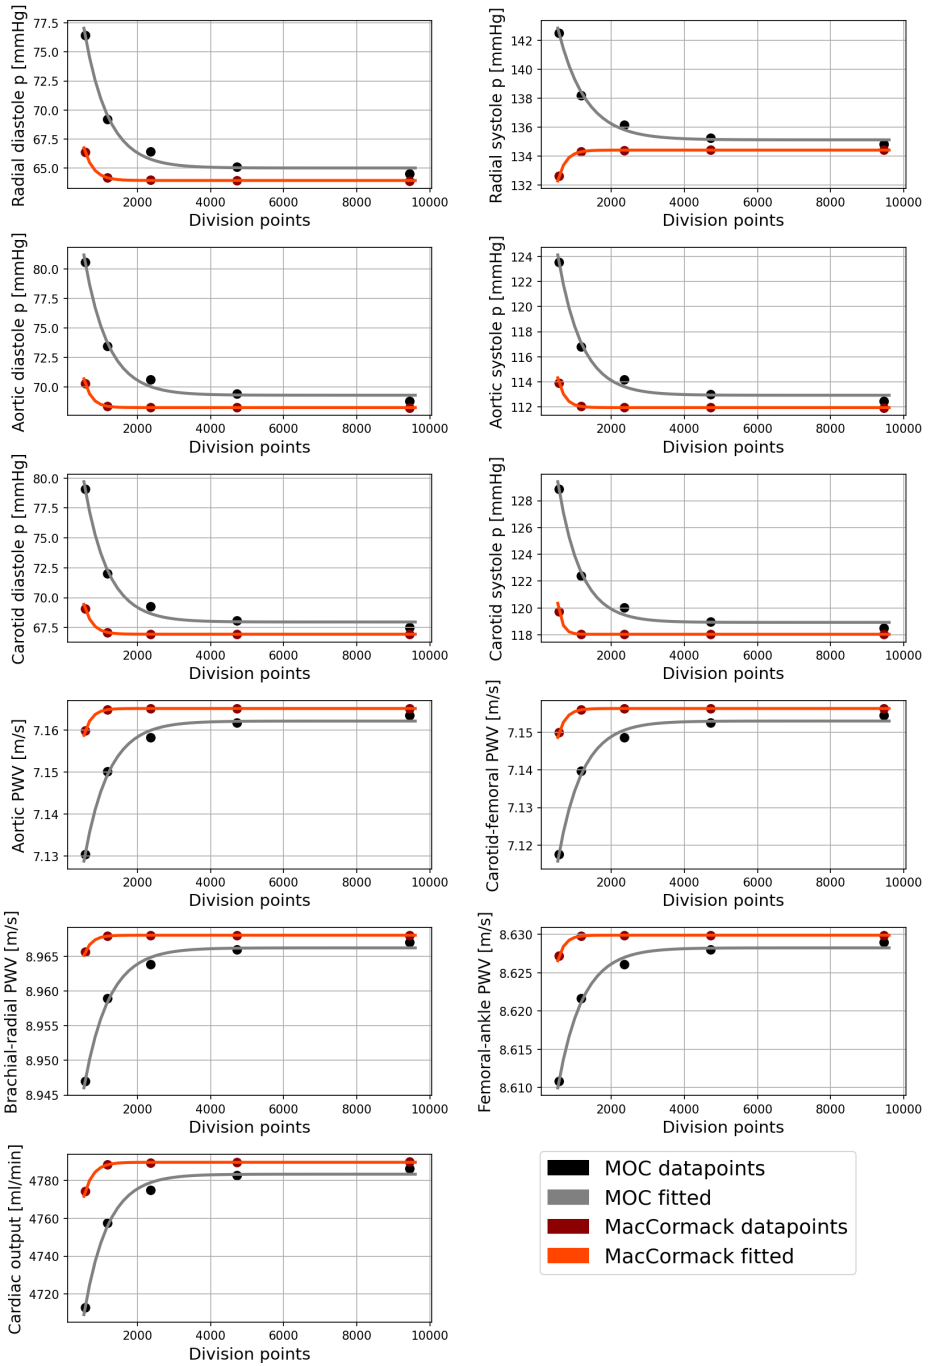 Radial diastole p [mmHg]
77.5
75.0
72.5
70.0
67.5
65.0
2000 4000 6000 8000 10000
Division points
Radial systole p [mmHg]
142
140
138
136
134
132
2000 4000 6000 8000 10000
Division points
Aortic diastole p [mmHg]
80.0
77.5
75.0
72.5
70.0
2000 4000 6000 8000 10000
Division points
Aortic systole p [mmHg]
124
122
120
118
116
114
112
2000 4000 6000 8000 10000
Division points
Carotid diastole p [mmHg]
80.0
77.5
75.0
72.5
70.0
67.5
2000 4000 6000 8000 10000
Division points
Carotid systole p [mmHg]
128
126
124
122
120
118
2000 4000 6000 8000 10000
Division points
Aortic PWV [m/s]
7.16
7.15
7.14
7.13
2000 4000 6000 8000 10000
Division points
Carotid-femoral PWV [m/s]
7.15
7.14
7.13
7.12
2000 4000 6000 8000 10000
Division points
Brachial-radial PWV [m/s]
8.965
8.960
8.955
8.950
8.945
2000 4000 6000 8000 10000
Division points
Femoral-ankle PWV [m/s]
8.630
8.625
8.620
8.615
8.610
2000 4000 6000 8000 10000
Division points
Cardiac output [ml/min]
4780
4760
4740
4720
2000 4000 6000 8000 10000
Division points
MOC datapoints
MOC fitted
MacCormack datapoints
MacCormack fitted